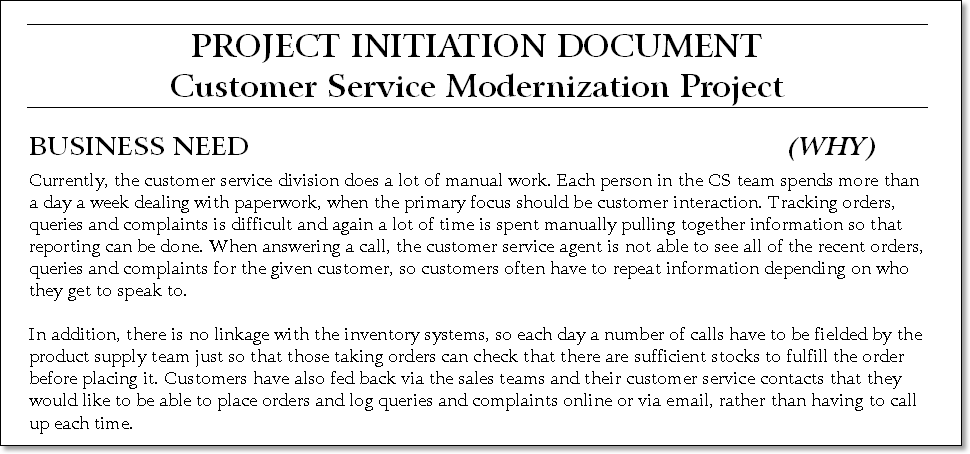 PROJECT INITIATION DOCUMENT
Customer Service Modernization Project
BUSINESS NEED (WHY)
Currently, the customer service division does a lot of manual work. Each person in the CS team spends more than
a day a week dealing with paperwork, when the primary focus should be customer interaction. Tracking orders,
queries and complaints is difficult and again a lot of time is spent manually pulling together information so that
reporting can be done. When answering a call, the customer service agent is not able to see all of the recent orders,
queries and complaints for the given customer, so customers often have to repeat information depending on who
they get to speak to.
In addition, there is no linkage with the inventory systems, so each day a number of calls have to be fielded by the
product supply team just so that those taking orders can check that there are sufficient stocks to fulfill the order
before placing it. Customers have also fed back via the sales teams and their customer service contacts that they
would like to be able to place orders and log queries and complaints online or via email, rather than having to call
up each time.